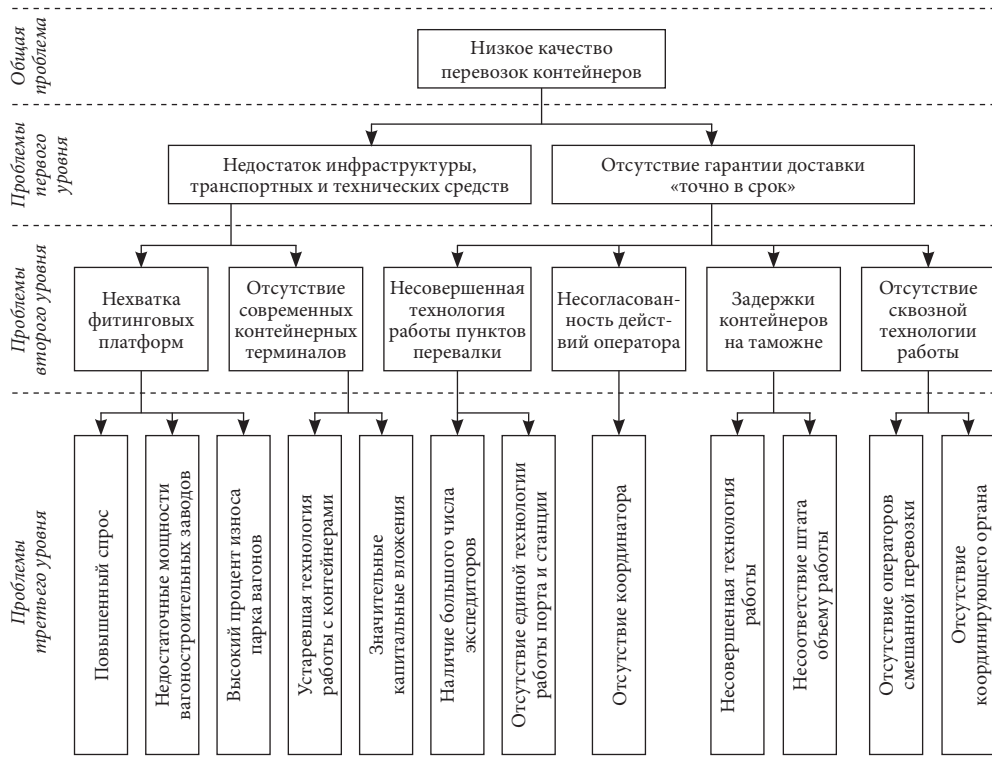 Общая
проблема
Низкое качество
перевозок контейнеров
Проблемы
первого
уровня
Недостаток инфраструктуры,
транспортных и технических средств
Отсутствие гарантии доставки
«точно в срок»
Проблемы
второго уровня
Нехватка
фитинговых
платформ
Отсутствие
современных
контейнерных
терминалов
Несовершенная
технология
работы пунктов
перевалки
Несогласован-
ность дейст-
вий оператора
Задержки
контейнеров
на таможне
Отсутствие
сквозной
технологии
работы
Проблемы
третьего уровня
Повышенный спрос
Недостаточные мощности
вагоностроительных заводов
Высокий процент износа
парка вагонов
Устаревшая технология
работы с контейнерами
Значительные
капитальные вложения
Наличие большого числа
экспедиторов
Отсутствие единой технологии
работы порта и станции
Отсутствие координатора
Несовершенная технология
работы
Несоответствие штата
объему работы
Отсутствие операторов
смешанной перевозки
Отсутствие
координирующего органа